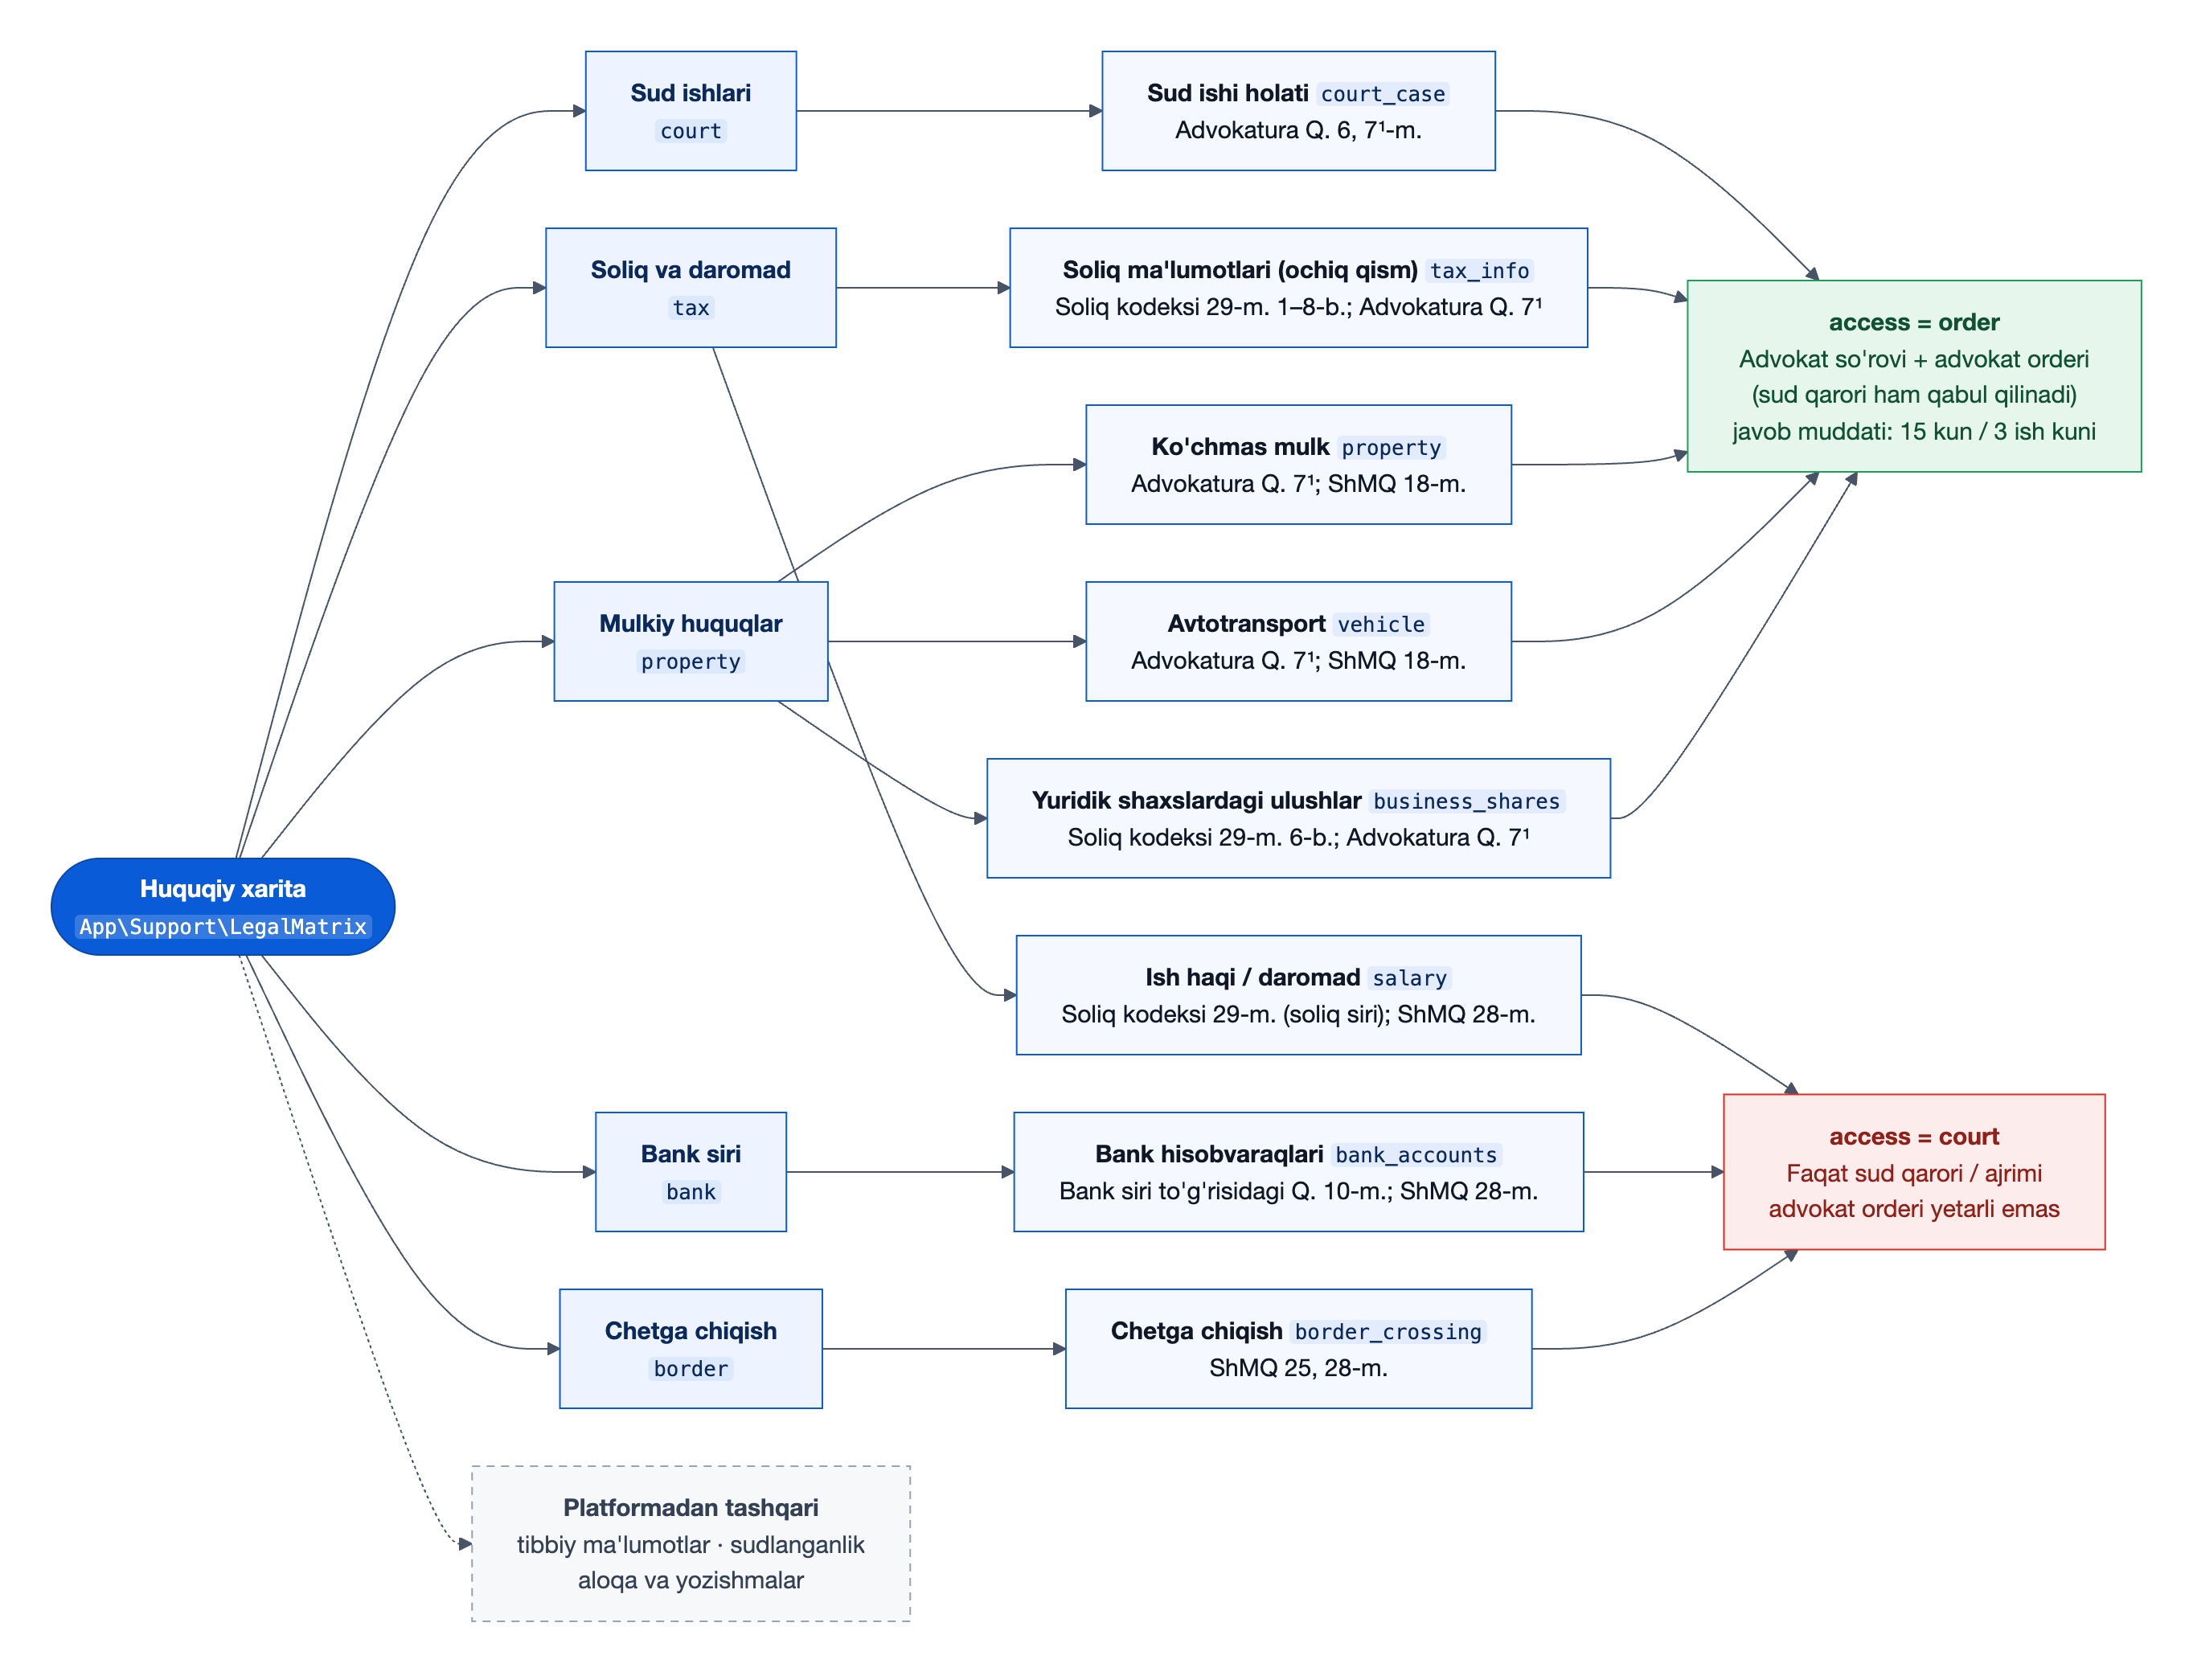 Sud ishlari
court
Sud ishi holati court_case
Advokatura Q. 6, 7¹-m.
Soliq va daromad
tax
Soliq ma'lumotlari (ochiq qism) tax_info
Soliq kodeksi 29-m. 1–8-b.; Advokatura Q. 7¹
access = order
Advokat so'rovi + advokat orderi
(sud qarori ham qabul qilinadi)
javob muddati: 15 kun / 3 ish kuni
Ko'chmas mulk property
Advokatura Q. 7¹; ShMQ 18-m.
Mulkiy huquqlar
property
Avtotransport vehicle
Advokatura Q. 7¹; ShMQ 18-m.
Yuridik shaxslardagi ulushlar business_shares
Soliq kodeksi 29-m. 6-b.; Advokatura Q. 7¹
Huquqiy xarita
App\Support\LegalMatrix
Ish haqi / daromad salary
Soliq kodeksi 29-m. (soliq siri); ShMQ 28-m.
Bank siri
bank
Bank hisobvaraqlari bank_accounts
Bank siri to'g'risidagi Q. 10-m.; ShMQ 28-m.
access = court
Faqat sud qarori / ajrimi
advokat orderi yetarli emas
Chetga chiqish
border
Chetga chiqish border_crossing
ShMQ 25, 28-m.
Platformadan tashqari
tibbiy ma'lumotlar · sudlanganlik
aloqa va yozishmalar